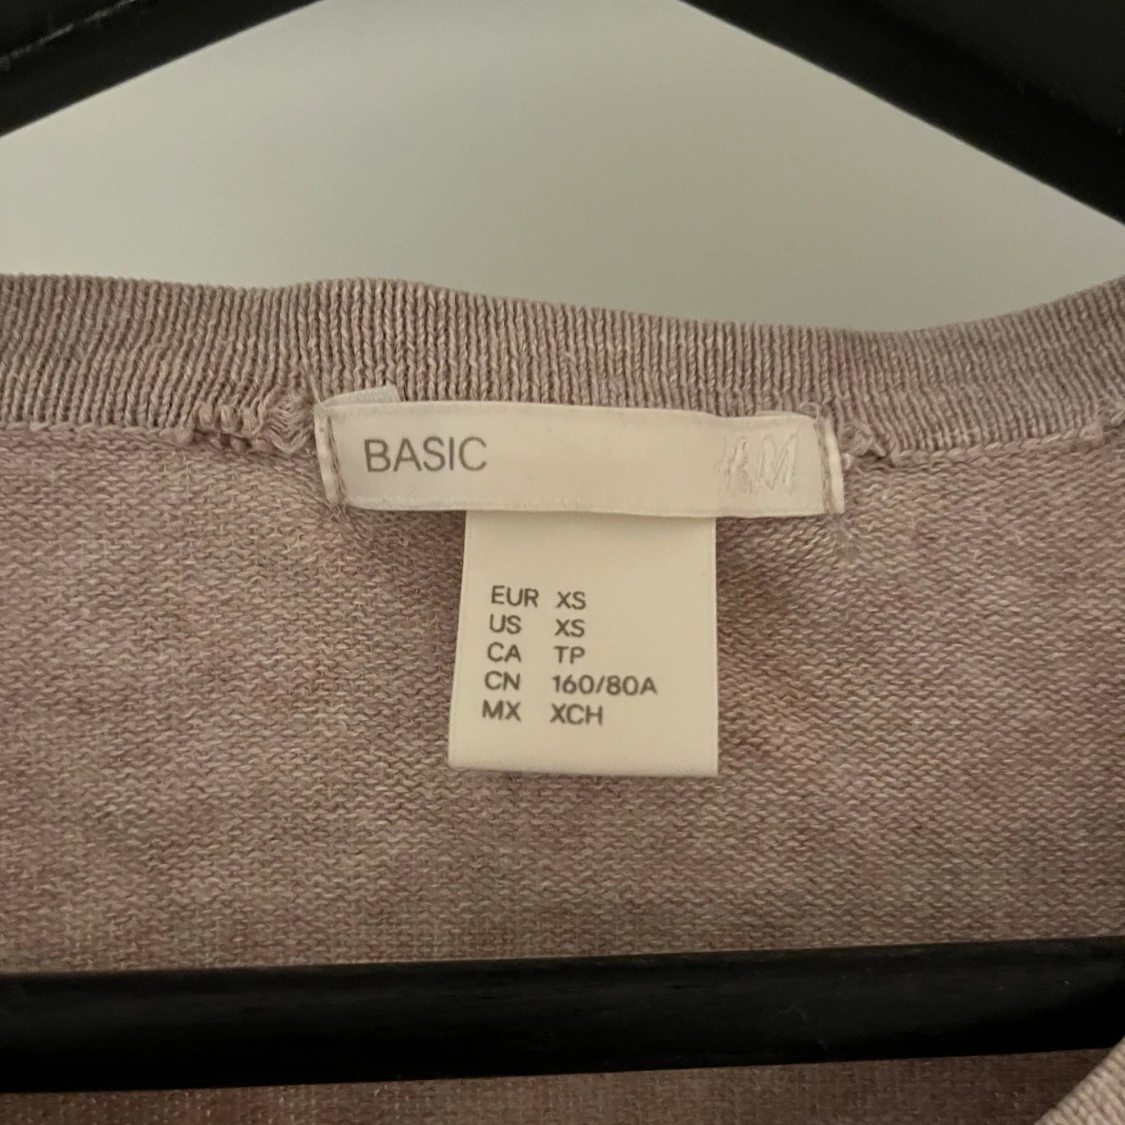 BASIC H&M
EUR XS
US XS
CA TP
CN 160/80A
MX XCH